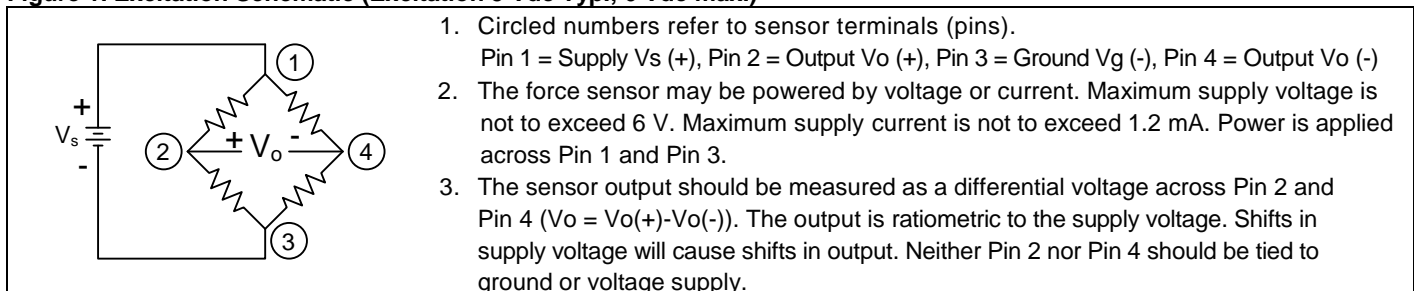 Figure 1. Excitation Schematic (Excitation 5 Vdc Typ., 6 Vdc max.)
1. Circled numbers refer to sensor terminals (pins).
Pin 1 = Supply Vs (+), Pin 2 = Output Vo (+), Pin 3 = Ground Vg (-), Pin 4 = Output Vo (-)
2. The force sensor may be powered by voltage or current. Maximum supply voltage is
not to exceed 6 V. Maximum supply current is not to exceed 1.2 mA. Power is applied
across Pin 1 and Pin 3.
3. The sensor output should be measured as a differential voltage across Pin 2 and
Pin 4 (Vo = Vo(+)-Vo(-)). The output is ratiometric to the supply voltage. Shifts in
supply voltage will cause shifts in output. Neither Pin 2 nor Pin 4 should be tied to
ground or voltage supply.
1
+
Vs
-
2
+ Vo -
4
3